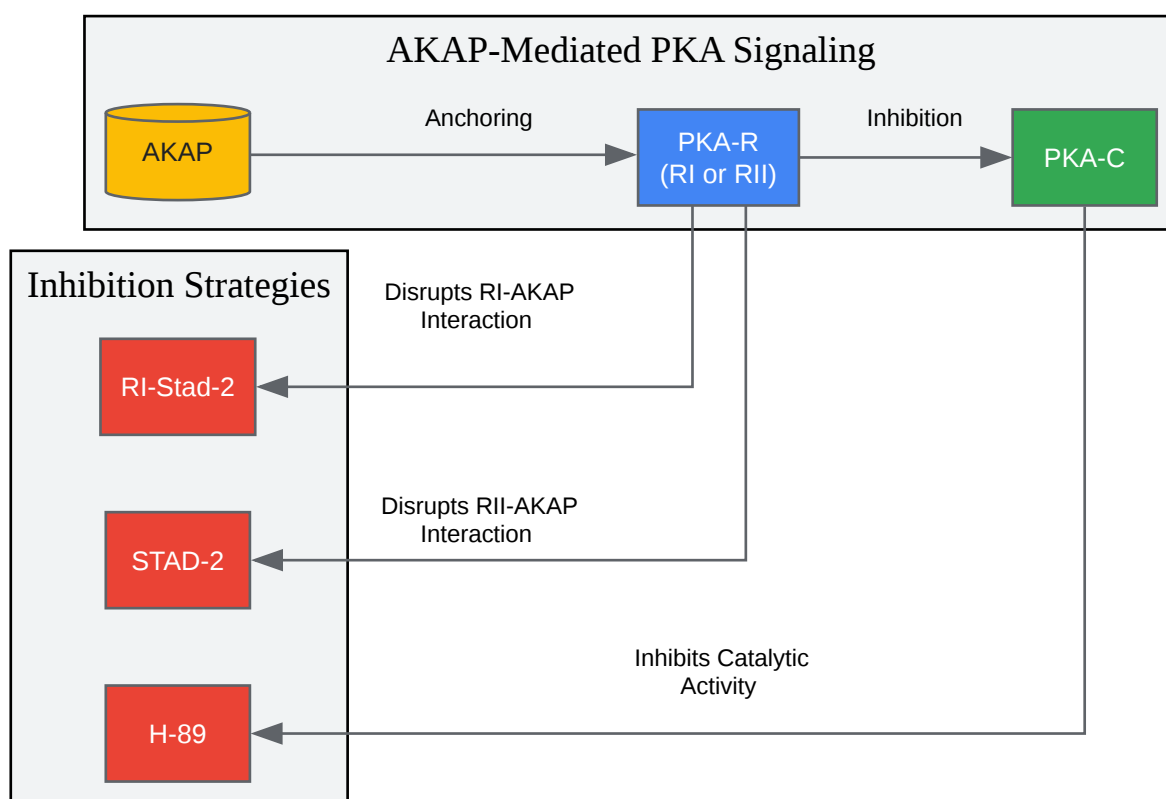 AKAP-Mediated PKA Signaling
AKAP
Anchoring
PKA-R
(RI or RII)
Inhibition
PKA-C
Inhibition Strategies
Disrupts RI-AKAP
Interaction
RI-Stad-2
Disrupts RII-AKAP
Interaction
STAD-2
Inhibits Catalytic
Activity
H-89